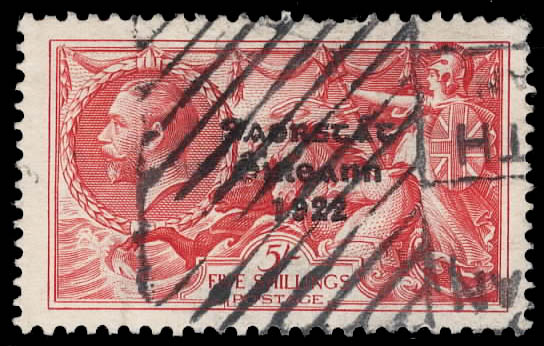 Saorstát
Éireann
1922
5/-
FIVE SHILLINGS
POSTAGE